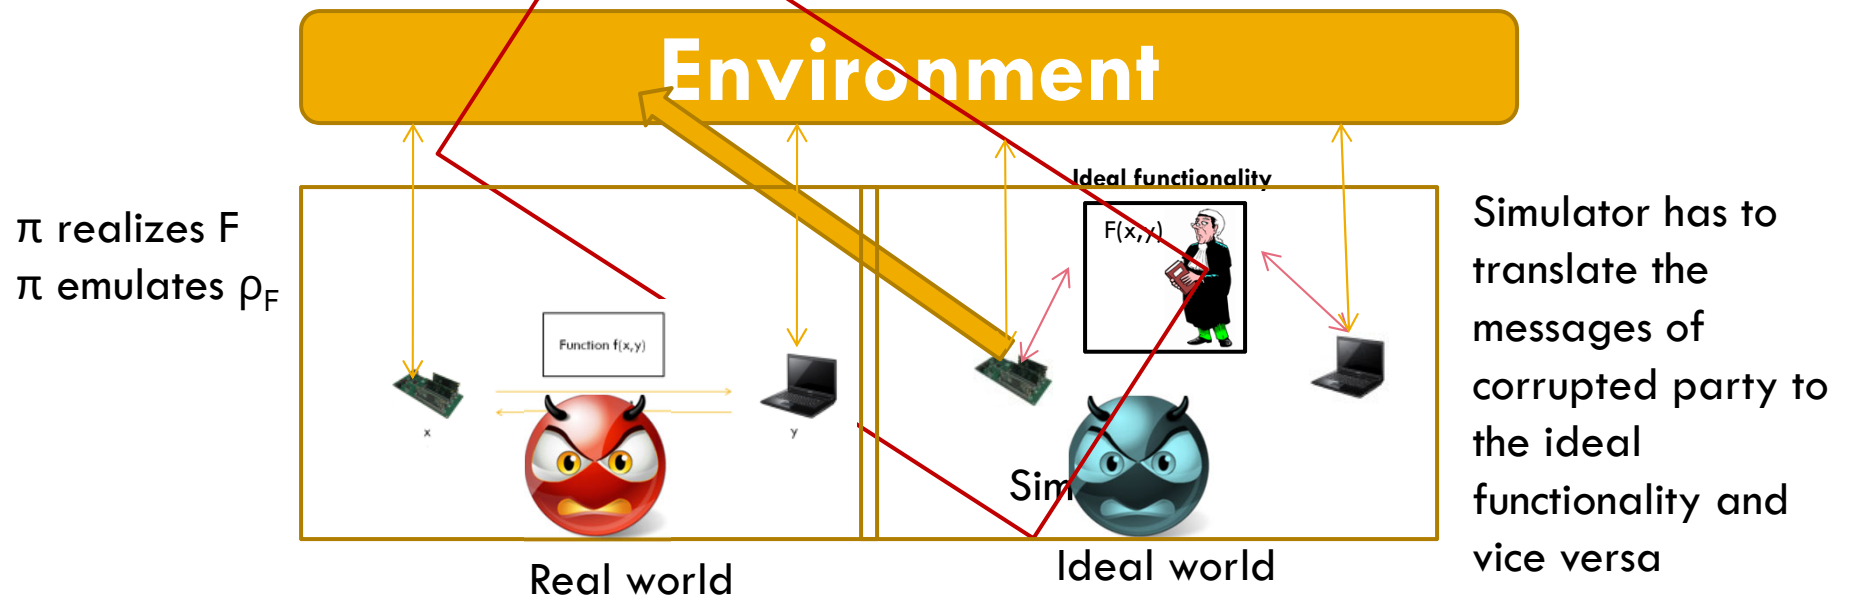 Environment
π realizes F
π emulates ρF
Function f(x,y)
x
y
Real world
Ideal functionality
F(x,y)
Sim
Ideal world
Simulator has to
translate the
messages of
corrupted party to
the ideal
functionality and
vice versa